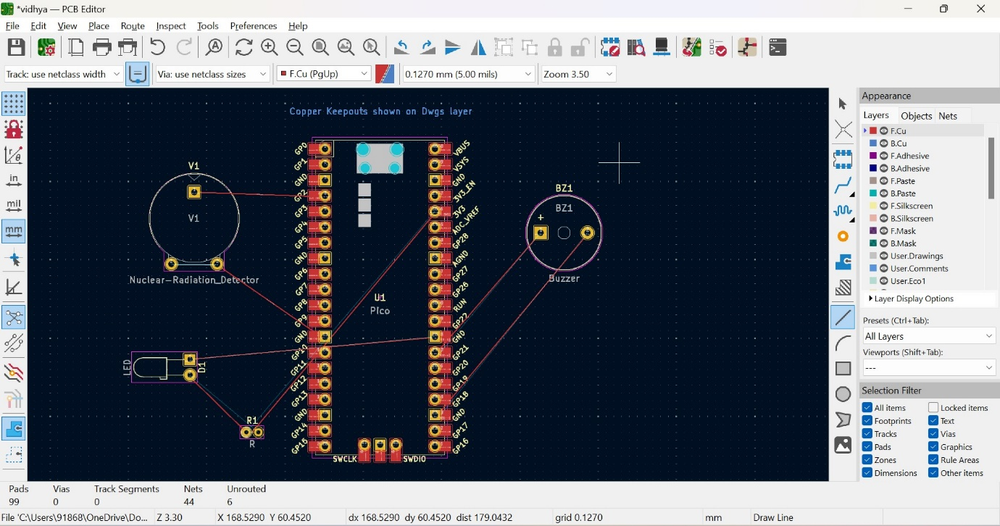 *vidhya — PCB Editor
File Edit View Place Route Inspect Tools Preferences Help
Track: use netclass width Via: use netclass sizes F.Cu (PgUp) 0.1270 mm (5.00 mils) Zoom 3.50
in
mil
mm
Copper Keepouts shown on Dwgs layer
V1
V1
Nuclear-Radiation_Detector
LED
D1
R1
R
GP0
GP1
GND
GP2
GP3
GP4
GP5
GND
GP6
GP7
GP8
GP9
GND
GP10
GP11
GP12
GP13
GND
GP14
GP15
U1
Pico
SWCLK SWDIO
VBUS
VSYS
GND
3V3_EN
3V3
ADC_VREF
GP28
AGND
GP27
GP26
RUN
GP22
GND
GP21
GP20
GP19
GP18
GND
GP17
GP16
BZ1
BZ1
+
Buzzer
Appearance
Layers Objects Nets
F.Cu
B.Cu
F.Adhesive
B.Adhesive
F.Paste
B.Paste
F.Silkscreen
B.Silkscreen
F.Mask
B.Mask
User.Drawings
User.Comments
User.Eco1
Layer Display Options
Presets (Ctrl+Tab):
All Layers
Viewports (Shift+Tab):
---
Selection Filter
All items Locked items
Footprints Text
Tracks Vias
Pads Graphics
Zones Rule Areas
Dimensions Other items
Pads Vias Track Segments Nets Unrouted
99 0 0 44 6
File 'C:\Users\91868\OneDrive\Do... Z 3.30 X 168.5290 Y 60.4520 dx 168.5290 dy 60.4520 dist 179.0432 grid 0.1270 mm Draw Line